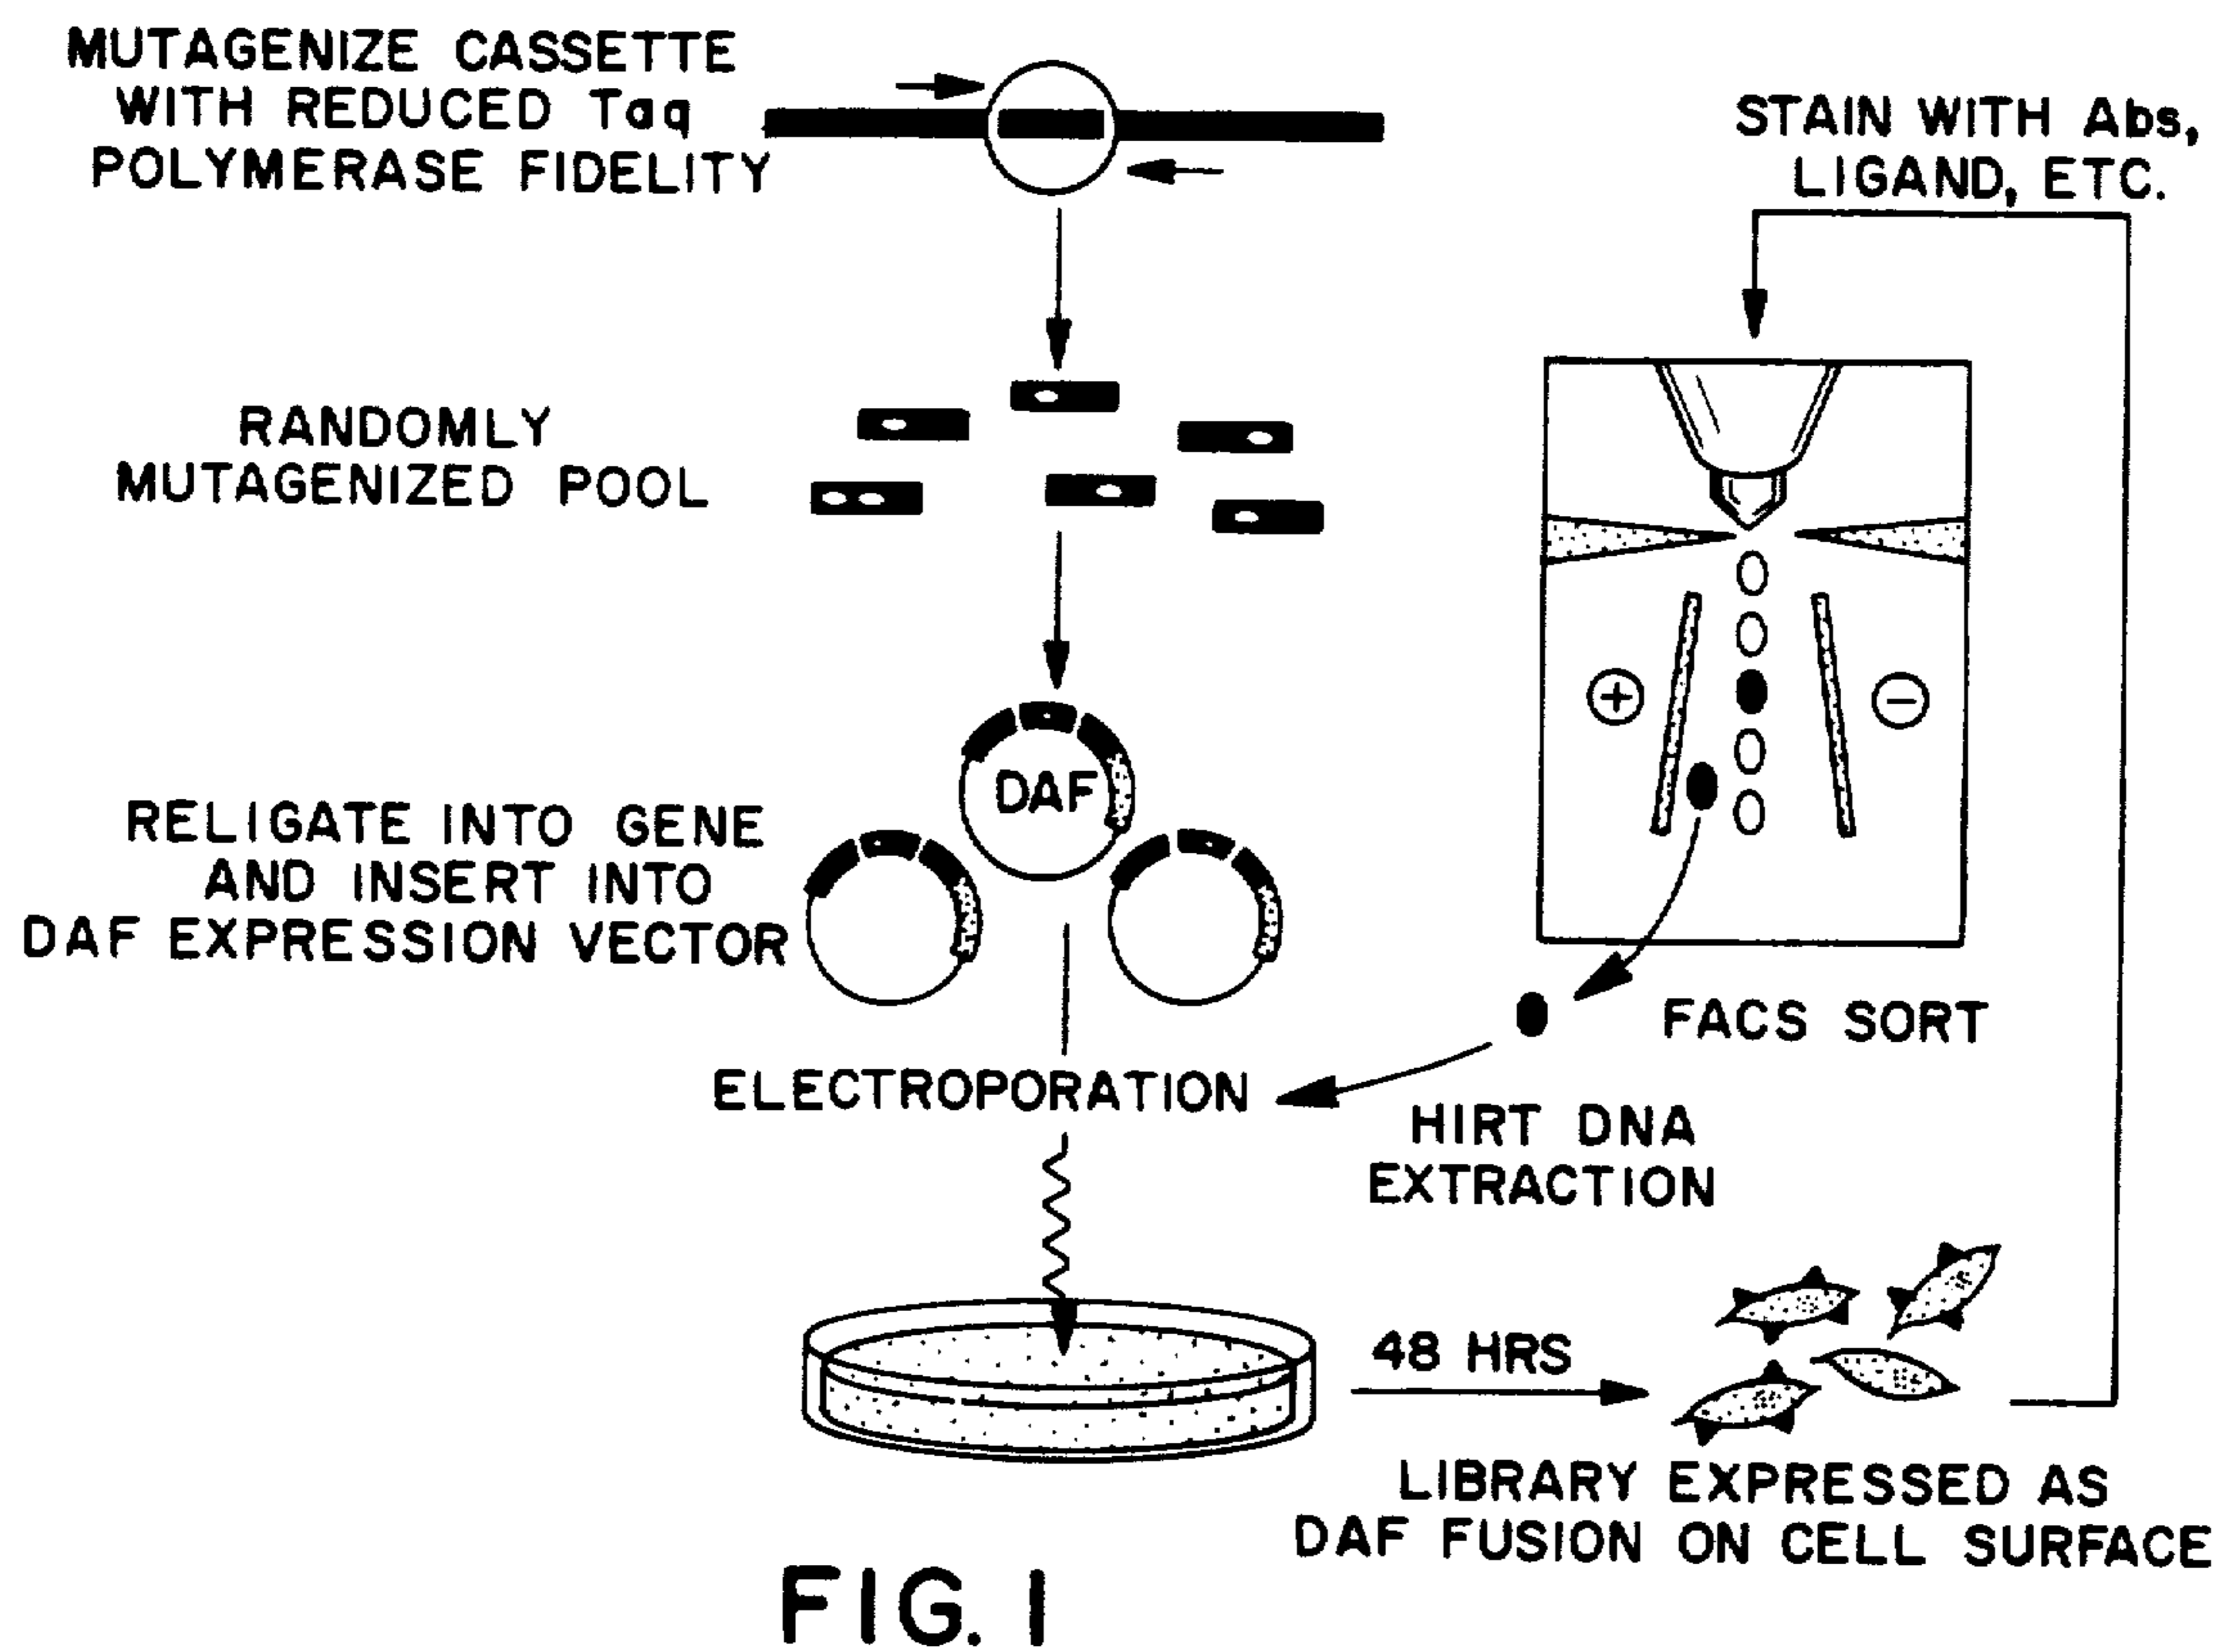 MUTAGENIZE CASSETTE
WITH REDUCED Taq
POLYMERASE FIDELITY
RANDOMLY
MUTAGENIZED POOL
DAF
RELIGATE INTO GENE
AND INSERT INTO
DAF EXPRESSION VECTOR
ELECTROPORATION
48 HRS
LIBRARY EXPRESSED AS
DAF FUSION ON CELL SURFACE
STAIN WITH Abs,
LIGAND, ETC.
+
−
FACS SORT
HIRT DNA
EXTRACTION
FIG. 1